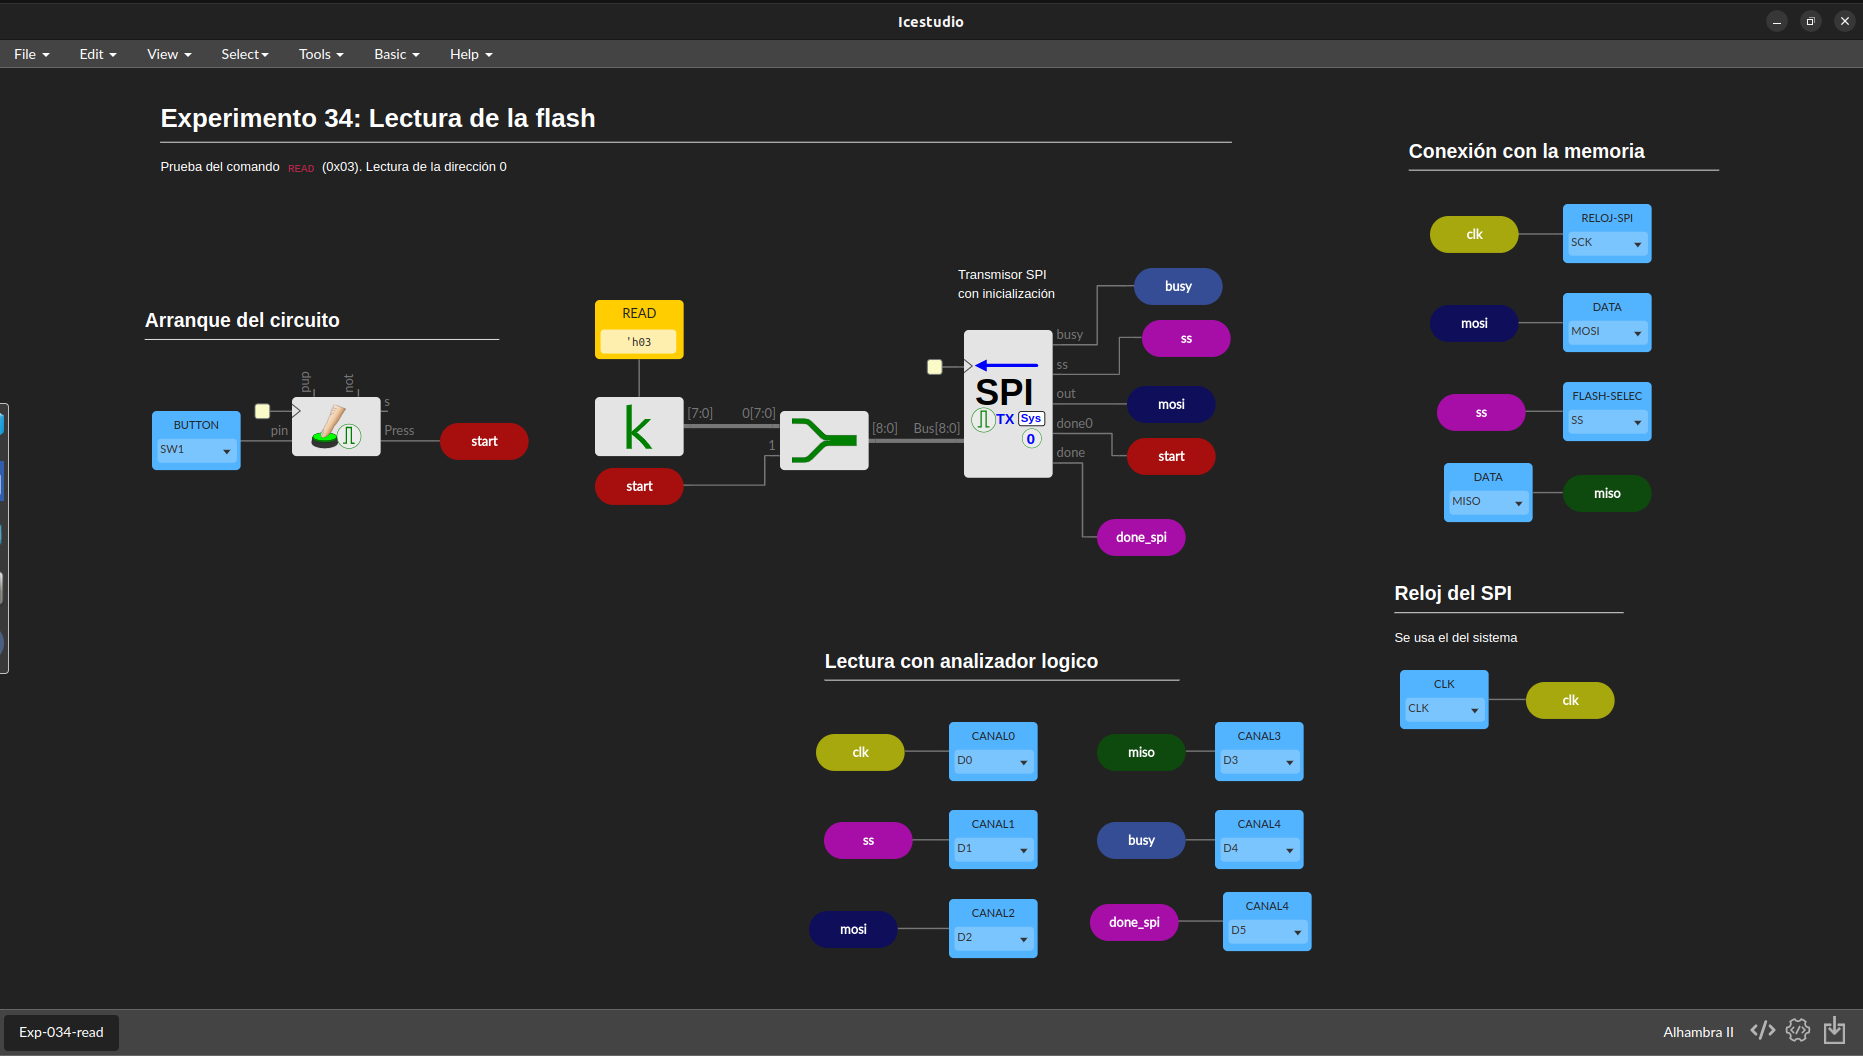 Icestudio
File Edit View Select Tools Basic Help
Experimento 34: Lectura de la flash
Prueba del comando READ (0x03). Lectura de la dirección 0
Arranque del circuito
BUTTON
SW1
pup
not
s
pin
Press
start
READ
'h03
k
[7:0]
start
0[7:0]
1
[8:0]
Transmisor SPI
con inicialización
Bus[8:0]
SPI
TX Sys
0
busy
ss
out
done0
done
busy
ss
mosi
start
done_spi
Conexión con la memoria
clk
RELOJ-SPI
SCK
mosi
DATA
MOSI
ss
FLASH-SELEC
SS
DATA
MISO
miso
Reloj del SPI
Se usa el del sistema
CLK
CLK
clk
Lectura con analizador logico
clk
CANAL0
D0
miso
CANAL3
D3
ss
CANAL1
D1
busy
CANAL4
D4
mosi
CANAL2
D2
done_spi
CANAL4
D5
Exp-034-read
Alhambra II